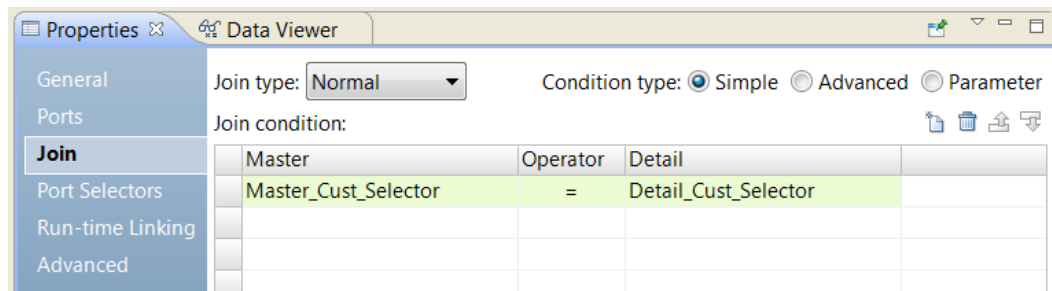 Properties Data Viewer
General
Join type: Normal Condition type: Simple Advanced Parameter
Ports
Join condition:
Join
Master Operator Detail
Port Selectors
Master_Cust_Selector = Detail_Cust_Selector
Run-time Linking
Advanced